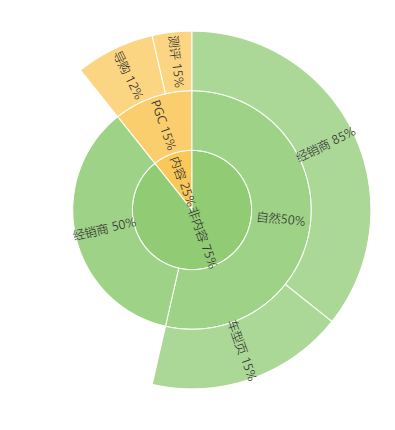 测评 15%
导购 12%
PGC 15%
内容 25%
经销商 85%
自然50%
非内容 75%
经销商 50%
车型页 15%